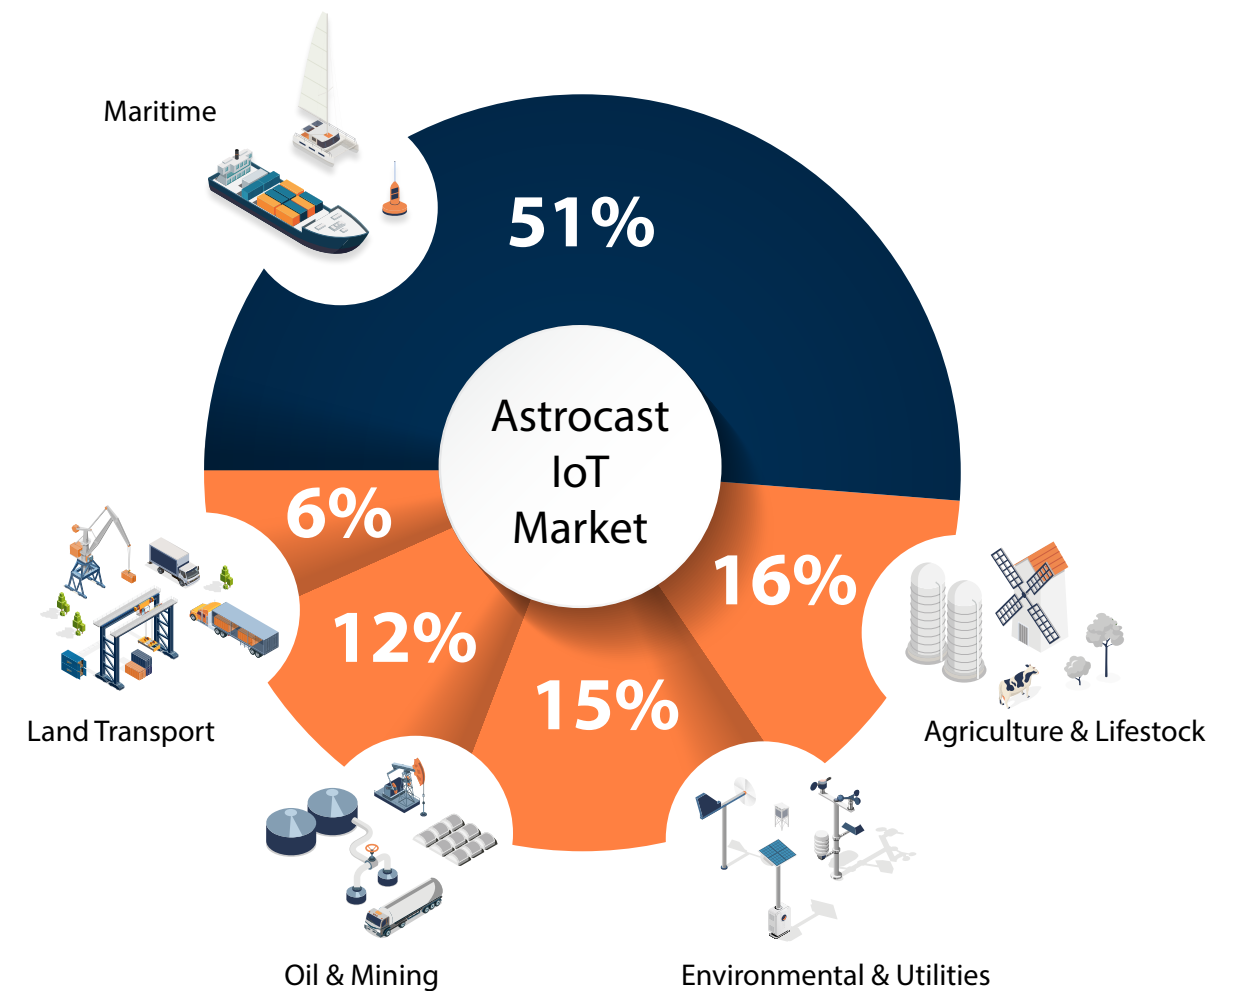 Maritime
51%
Astrocast
IoT
Market
6%
16%
12%
15%
Land Transport
Agriculture & Lifestock
Oil & Mining
Environmental & Utilities